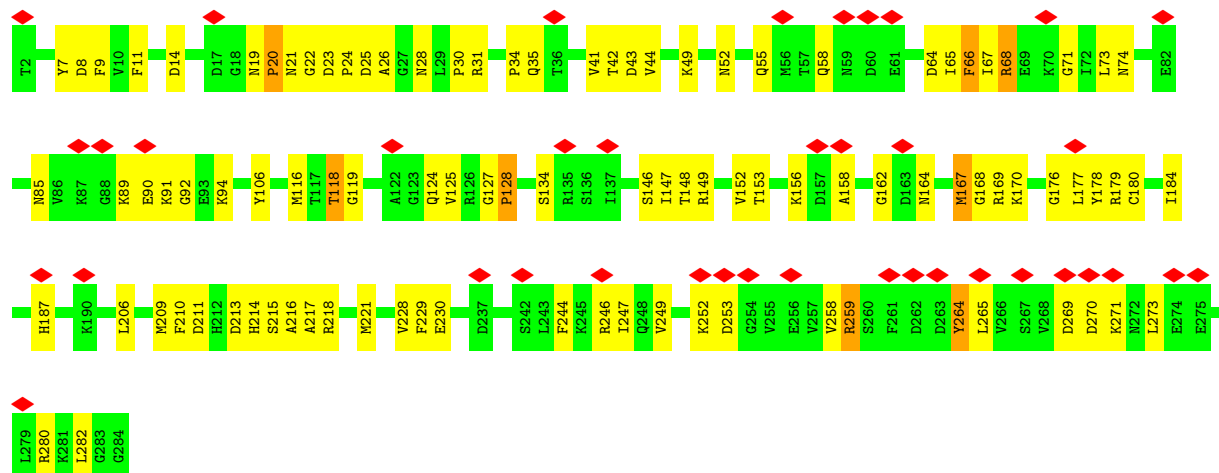 T2 Y7 D8 F9 V10 F11 D14 D17 G18 N19 P20 N21 G22 D23 P24 D25 A26 G27 N28 L29 P30 R31 P34 Q35 T36 V41 T42 D43 V44 K49 N52 Q55 M56 T57 Q58 N59 D60 E61 D64 I65 F66 I67 R68 E69 K70 G71 I72 L73 N74 E82
N85 V86 K87 G88 K89 E90 K91 G92 E93 K94 Y106 M116 T117 T118 G119 A122 G123 Q124 V125 R126 G127 P128 S134 R135 S136 I137 S146 I147 T148 R149 V152 T153 K156 D157 A158 G162 D163 N164 M167 G168 R169 K170 G176 L177 Y178 R179 C180 I184
H187 K190 L206 M209 F210 D211 H212 D213 H214 S215 A216 A217 R218 M221 V228 F229 E230 D237 S242 L243 F244 K245 R246 I247 Q248 V249 K252 D253 G254 V255 E256 V257 V258 R259 S260 F261 D262 D263 Y264 L265 V266 S267 V268 D269 D270 K271 N272 L273 E274 E275
L279 R280 K281 L282 G283 G284